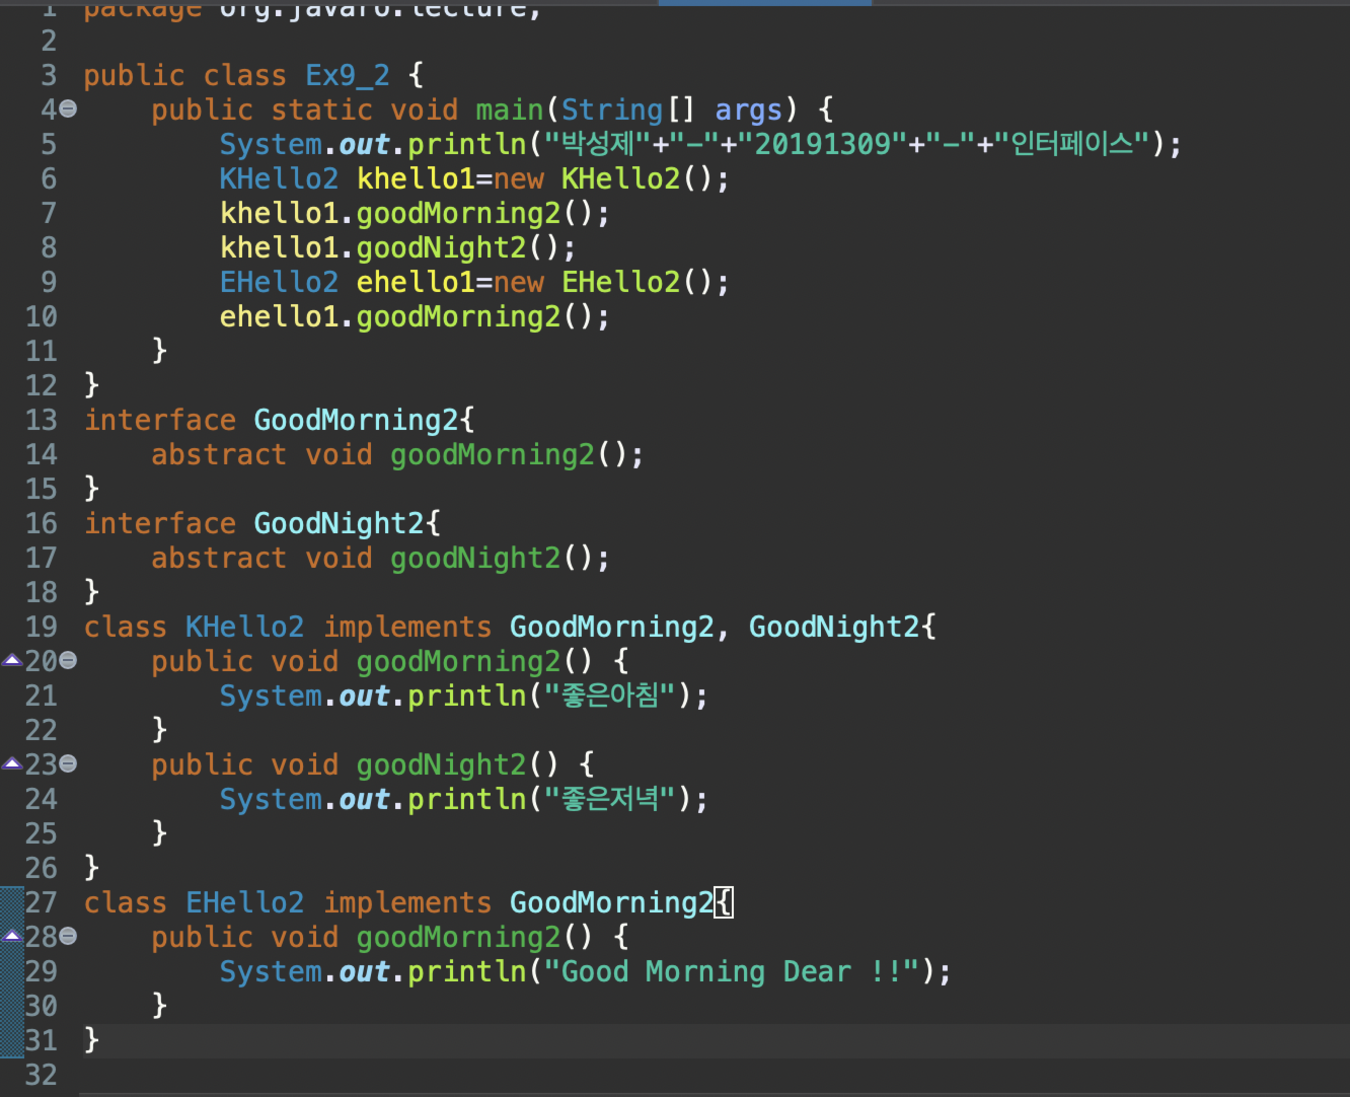 1 package org.javaro.lecture;
2
3 public class Ex9_2 {
4 public static void main(String[] args) {
5 System.out.println("박성제"+"-"+"20191309"+"-"+"인터페이스");
6 KHello2 khello1=new KHello2();
7 khello1.goodMorning2();
8 khello1.goodNight2();
9 EHello2 ehello1=new EHello2();
10 ehello1.goodMorning2();
11 }
12 }
13 interface GoodMorning2{
14 abstract void goodMorning2();
15 }
16 interface GoodNight2{
17 abstract void goodNight2();
18 }
19 class KHello2 implements GoodMorning2, GoodNight2{
20 public void goodMorning2() {
21 System.out.println("좋은아침");
22 }
23 public void goodNight2() {
24 System.out.println("좋은저녁");
25 }
26 }
27 class EHello2 implements GoodMorning2{
28 public void goodMorning2() {
29 System.out.println("Good Morning Dear !!");
30 }
31 }
32